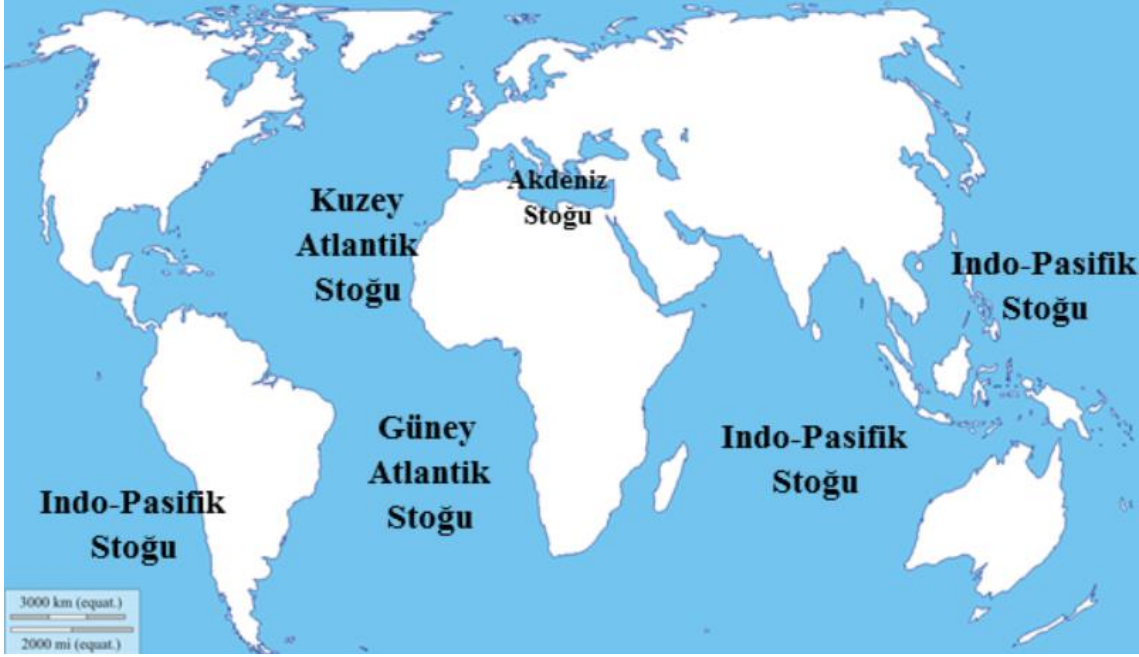 Akdeniz
Stoğu
Kuzey
Atlantik
Stoğu
Indo-Pasifik
Stoğu
Güney
Atlantik
Stoğu
Indo-Pasifik
Stoğu
Indo-Pasifik
Stoğu
3000 km (equat.)
2000 mi (equat.)